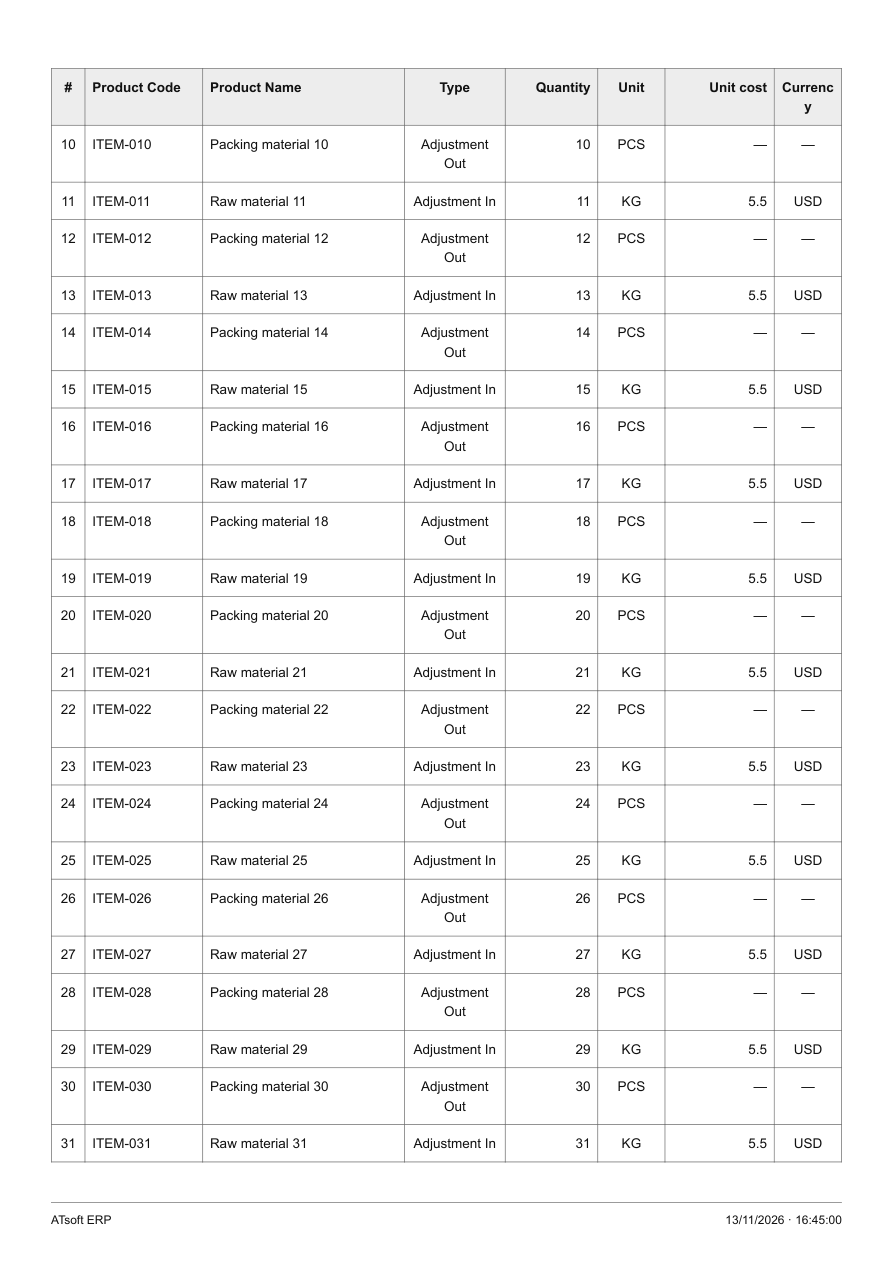 # Product Code Product Name Type Quantity Unit Unit cost Currenc
y
10 ITEM-010 Packing material 10 Adjustment 10 PCS — —
Out
11 ITEM-011 Raw material 11 Adjustment In 11 KG 5.5 USD
12 ITEM-012 Packing material 12 Adjustment 12 PCS — —
Out
13 ITEM-013 Raw material 13 Adjustment In 13 KG 5.5 USD
14 ITEM-014 Packing material 14 Adjustment 14 PCS — —
Out
15 ITEM-015 Raw material 15 Adjustment In 15 KG 5.5 USD
16 ITEM-016 Packing material 16 Adjustment 16 PCS — —
Out
17 ITEM-017 Raw material 17 Adjustment In 17 KG 5.5 USD
18 ITEM-018 Packing material 18 Adjustment 18 PCS — —
Out
19 ITEM-019 Raw material 19 Adjustment In 19 KG 5.5 USD
20 ITEM-020 Packing material 20 Adjustment 20 PCS — —
Out
21 ITEM-021 Raw material 21 Adjustment In 21 KG 5.5 USD
22 ITEM-022 Packing material 22 Adjustment 22 PCS — —
Out
23 ITEM-023 Raw material 23 Adjustment In 23 KG 5.5 USD
24 ITEM-024 Packing material 24 Adjustment 24 PCS — —
Out
25 ITEM-025 Raw material 25 Adjustment In 25 KG 5.5 USD
26 ITEM-026 Packing material 26 Adjustment 26 PCS — —
Out
27 ITEM-027 Raw material 27 Adjustment In 27 KG 5.5 USD
28 ITEM-028 Packing material 28 Adjustment 28 PCS — —
Out
29 ITEM-029 Raw material 29 Adjustment In 29 KG 5.5 USD
30 ITEM-030 Packing material 30 Adjustment 30 PCS — —
Out
31 ITEM-031 Raw material 31 Adjustment In 31 KG 5.5 USD
ATsoft ERP 13/11/2026 · 16:45:00